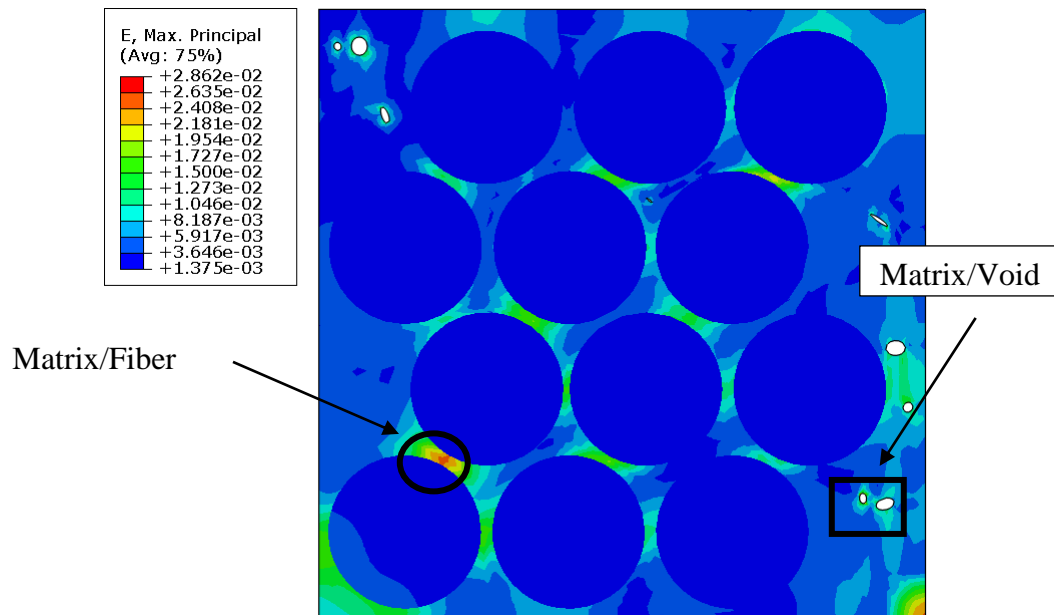 E, Max. Principal
(Avg: 75%)
+2.862e-02
+2.635e-02
+2.408e-02
+2.181e-02
+1.954e-02
+1.727e-02
+1.500e-02
+1.273e-02
+1.046e-02
+8.187e-03
+5.917e-03
+3.646e-03
+1.375e-03
Matrix/Void
Matrix/Fiber